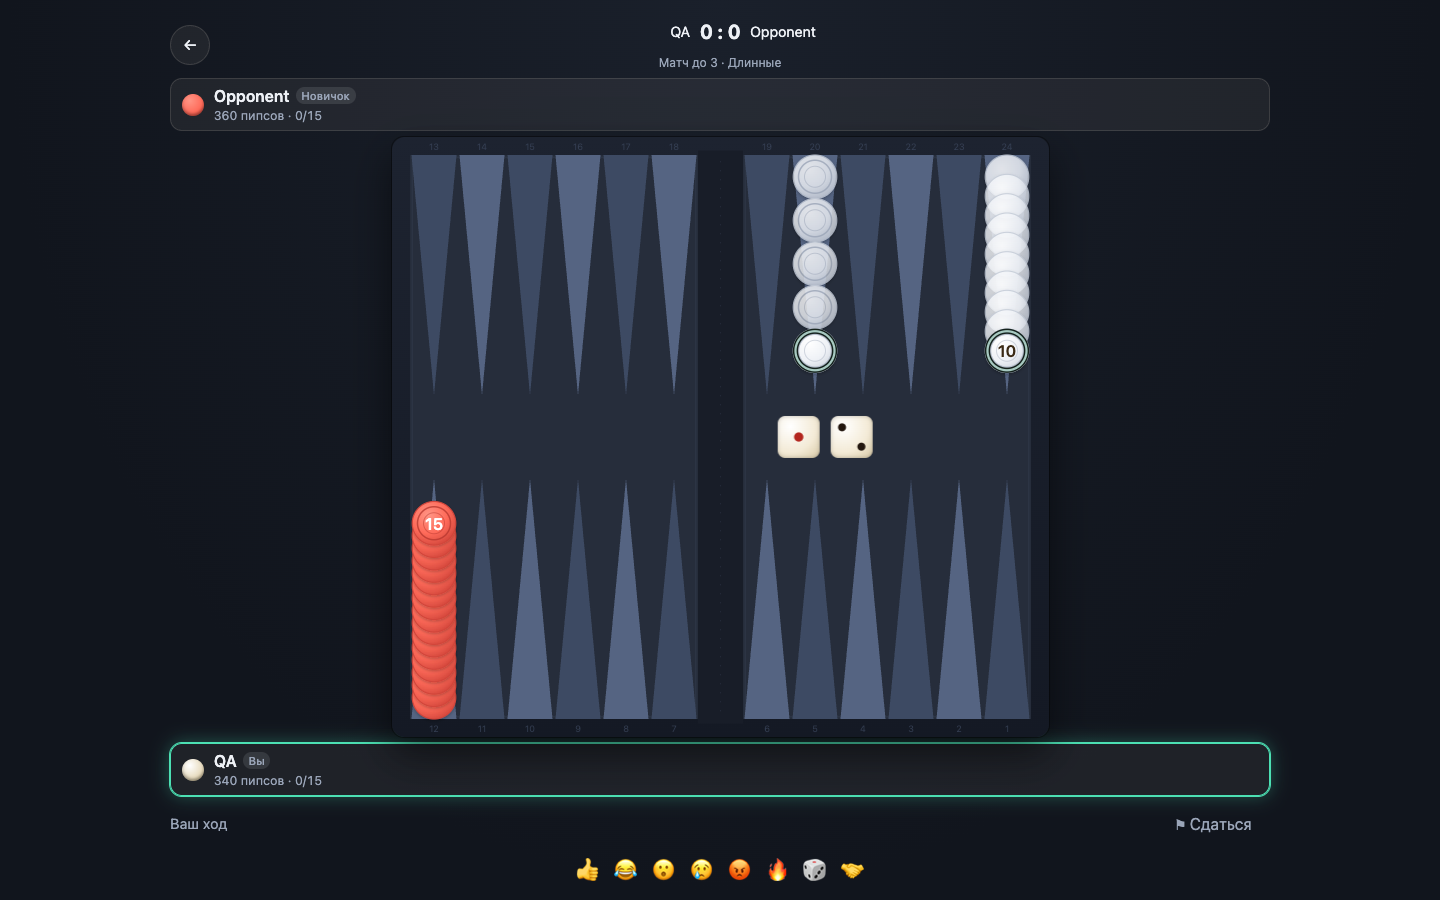 QA 0 : 0 Opponent
Матч до 3 · Длинные
Opponent Новичок
360 пипсов · 0/15
13 14 15 16 17 18 19 20 21 22 23 24
10
15
12 11 10 9 8 7 6 5 4 3 2 1
QA Вы
340 пипсов · 0/15
Ваш ход
Сдаться